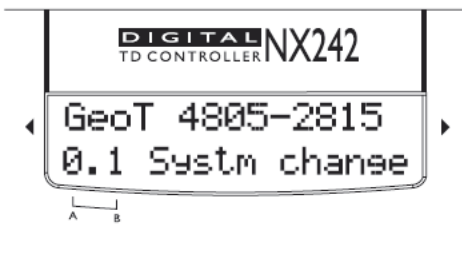 DIGITAL
TD CONTROLLER NX242
GeoT 4805-2815
0.1 Systm change
A B